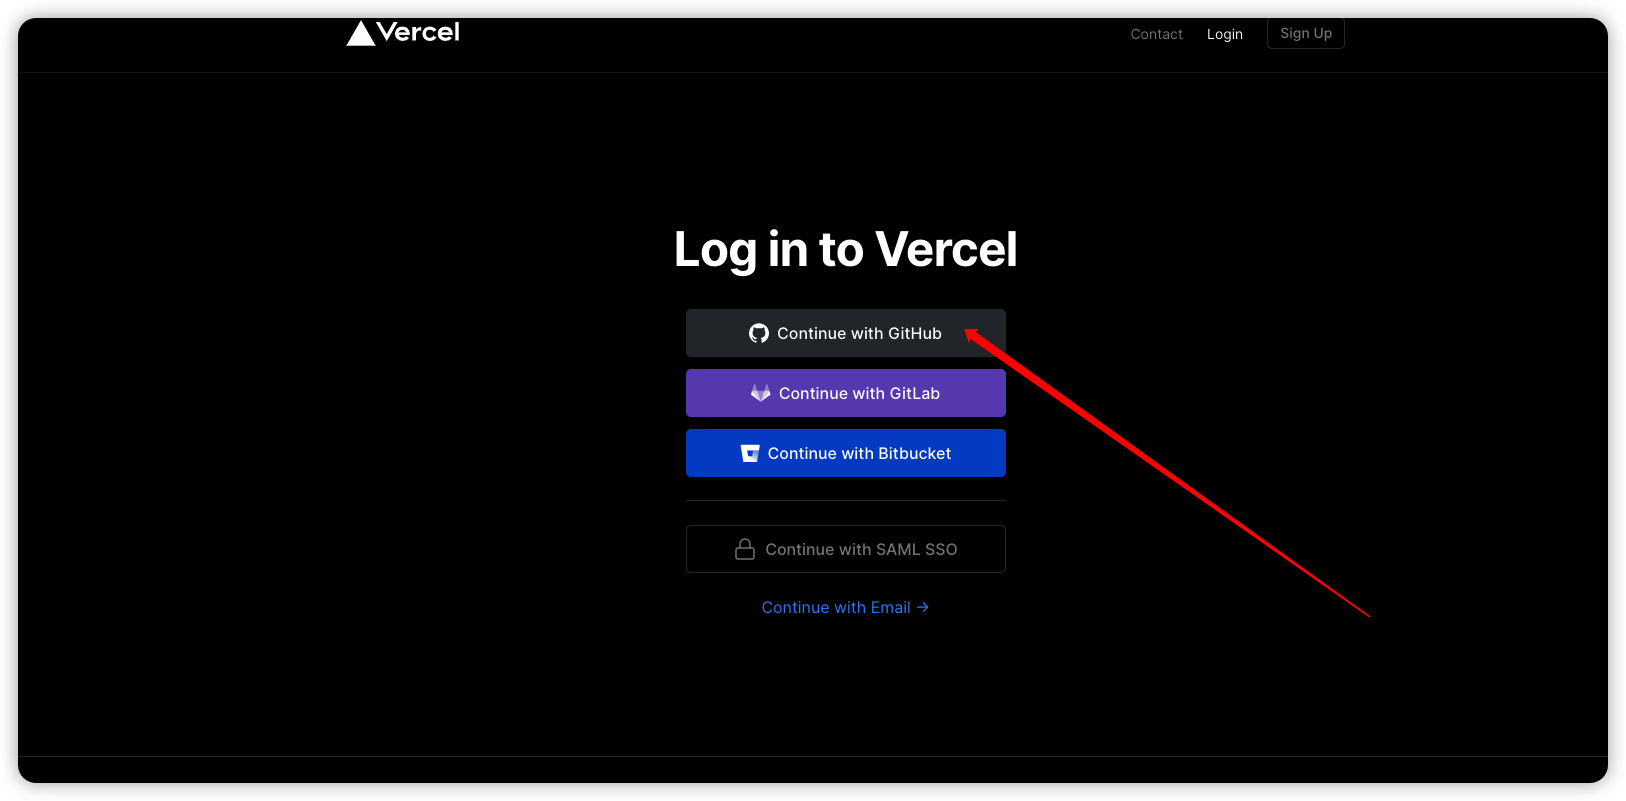 Vercel
Contact Login Sign Up
Log in to Vercel
Continue with GitHub
Continue with GitLab
Continue with Bitbucket
Continue with SAML SSO
Continue with Email →